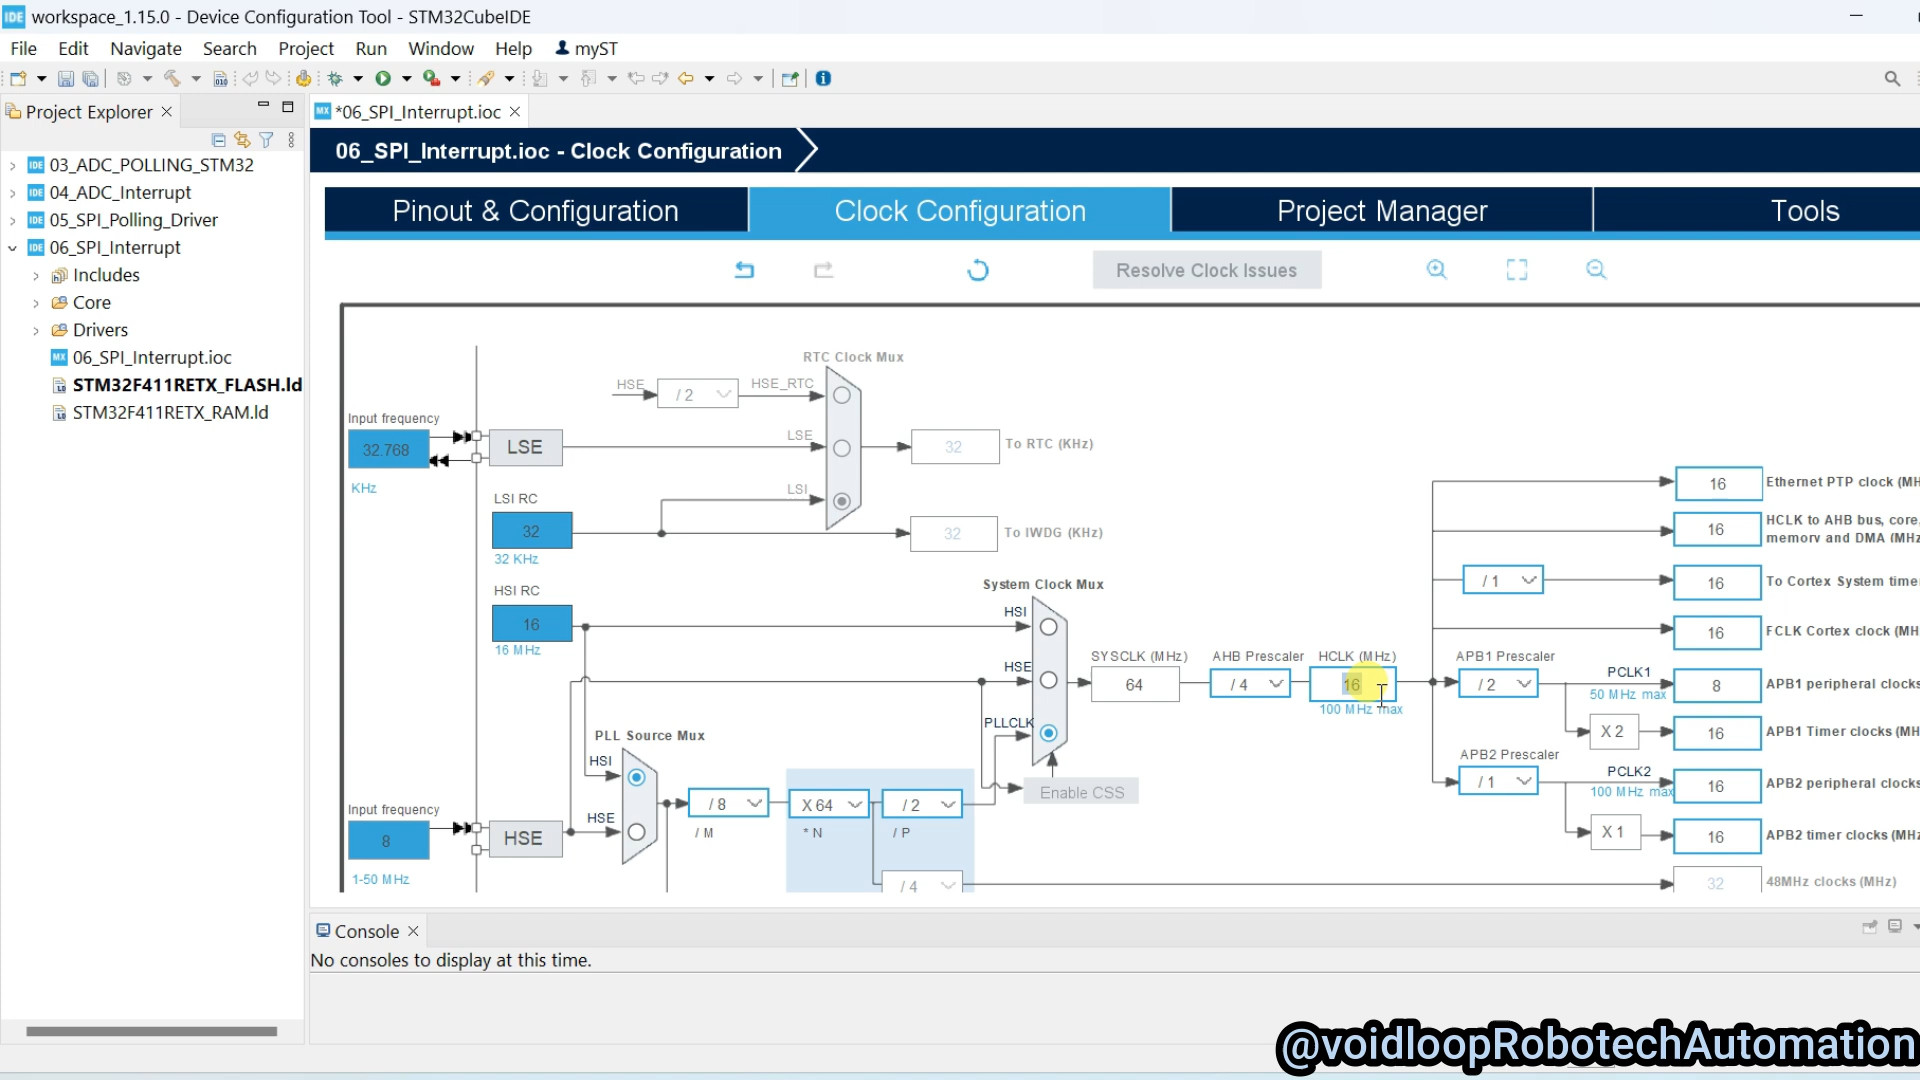 IDE workspace_1.15.0 - Device Configuration Tool - STM32CubeIDE
File Edit Navigate Search Project Run Window Help myST
Project Explorer
MX *06_SPI_Interrupt.ioc
06_SPI_Interrupt.ioc - Clock Configuration
IDE 03_ADC_POLLING_STM32
IDE 04_ADC_Interrupt
IDE 05_SPI_Polling_Driver
IDE 06_SPI_Interrupt
Includes
Core
Drivers
MX 06_SPI_Interrupt.ioc
STM32F411RETX_FLASH.ld
STM32F411RETX_RAM.ld
Pinout & Configuration
Clock Configuration
Project Manager
Tools
Resolve Clock Issues
RTC Clock Mux
HSE
/ 2
HSE_RTC
Input frequency
32.768
KHz
LSE
LSE
32
To RTC (KHz)
LSI RC
LSI
32
32 KHz
32
To IWDG (KHz)
HSI RC
16
16 MHz
System Clock Mux
HSI
HSE
PLLCLK
SYSCLK (MHz)
64
AHB Prescaler
/ 4
HCLK (MHz)
16
100 MHz max
Enable CSS
PLL Source Mux
HSI
HSE
Input frequency
8
1-50 MHz
HSE
/ 8
/ M
X 64
* N
/ 2
/ P
/ 4
16
Ethernet PTP clock (MH
16
HCLK to AHB bus, core,
memory and DMA (MHz
/ 1
16
To Cortex System time
16
FCLK Cortex clock (MH
APB1 Prescaler
/ 2
PCLK1
50 MHz max
8
APB1 peripheral clocks
X 2
16
APB1 Timer clocks (MH
APB2 Prescaler
/ 1
PCLK2
100 MHz max
16
APB2 peripheral clocks
X 1
16
APB2 timer clocks (MHz
32
48MHz clocks (MHz)
Console
No consoles to display at this time.
@voidloopRobotechAutomation